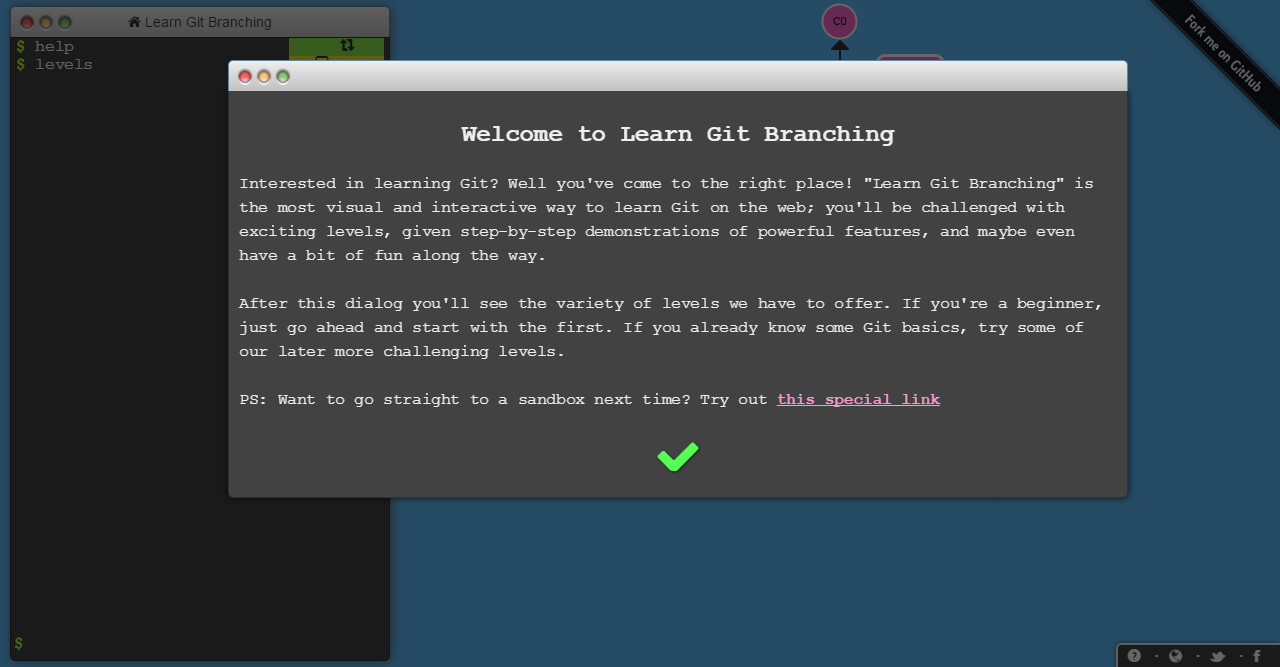 Learn Git Branching
$ help
$ levels
$
C0
Fork me on GitHub
Welcome to Learn Git Branching
Interested in learning Git? Well you've come to the right place! "Learn Git Branching" is
the most visual and interactive way to learn Git on the web; you'll be challenged with
exciting levels, given step-by-step demonstrations of powerful features, and maybe even
have a bit of fun along the way.
After this dialog you'll see the variety of levels we have to offer. If you're a beginner,
just go ahead and start with the first. If you already know some Git basics, try some of
our later more challenging levels.
PS: Want to go straight to a sandbox next time? Try out this special link